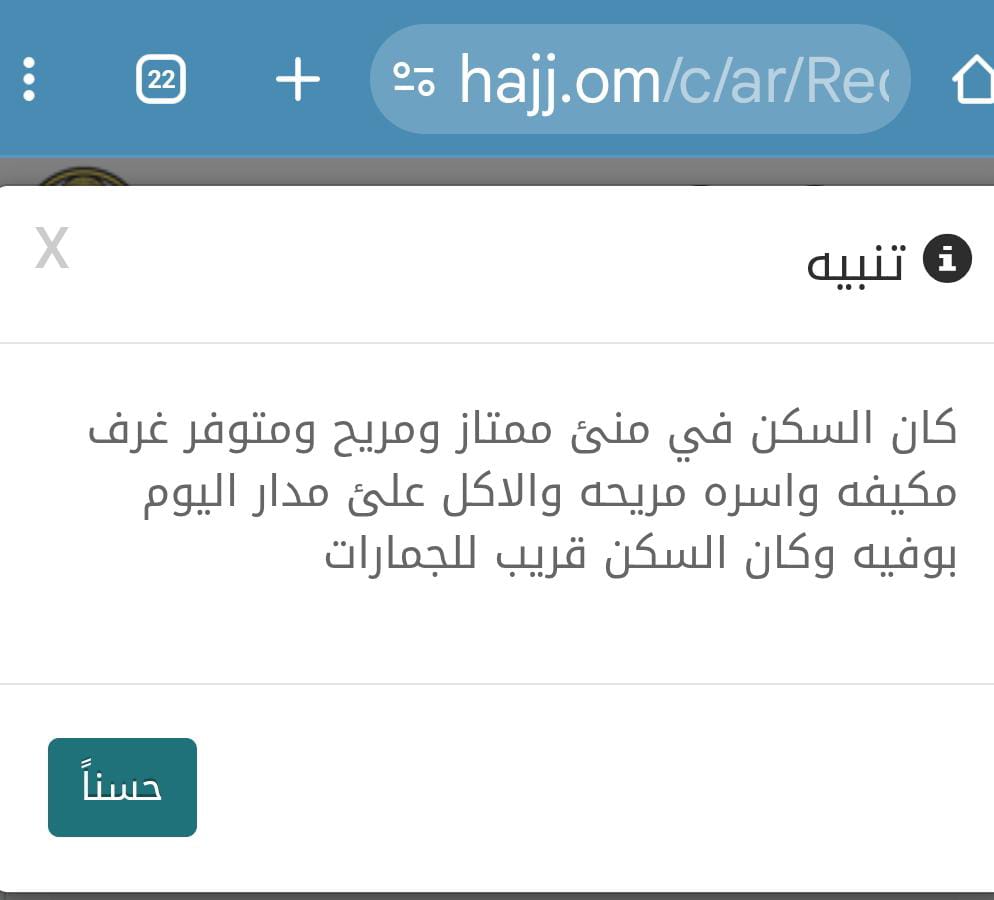 22
hajj.om/c/ar/Re
تنبيه
X
كان السكن في منئ ممتاز ومريح ومتوفر غرف
مكيفه واسره مريحه والاكل علئ مدار اليوم
بوفيه وكان السكن قريب للجمارات
حسناً